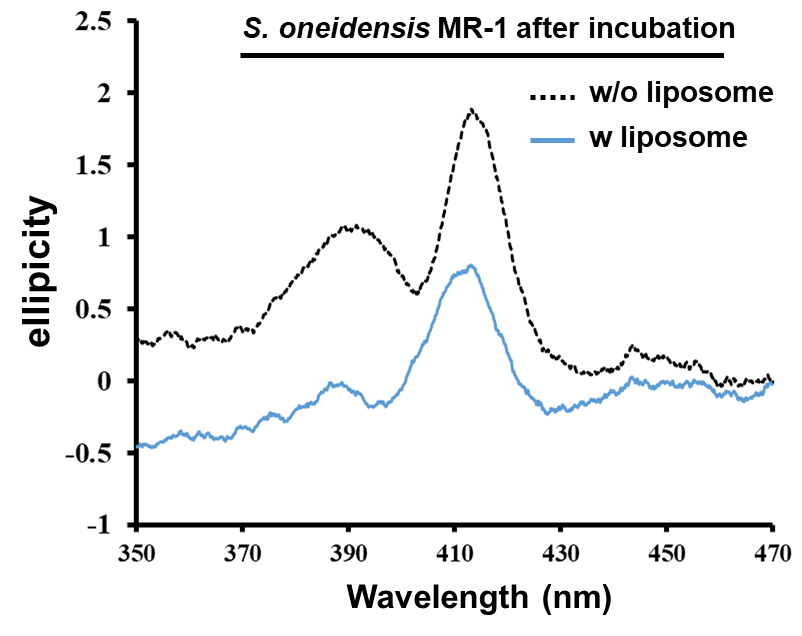 S. oneidensis MR-1 after incubation
w/o liposome
w liposome
2.5
2
1.5
1
0.5
0
-0.5
-1
ellipicity
350 370 390 410 430 450 470
Wavelength (nm)